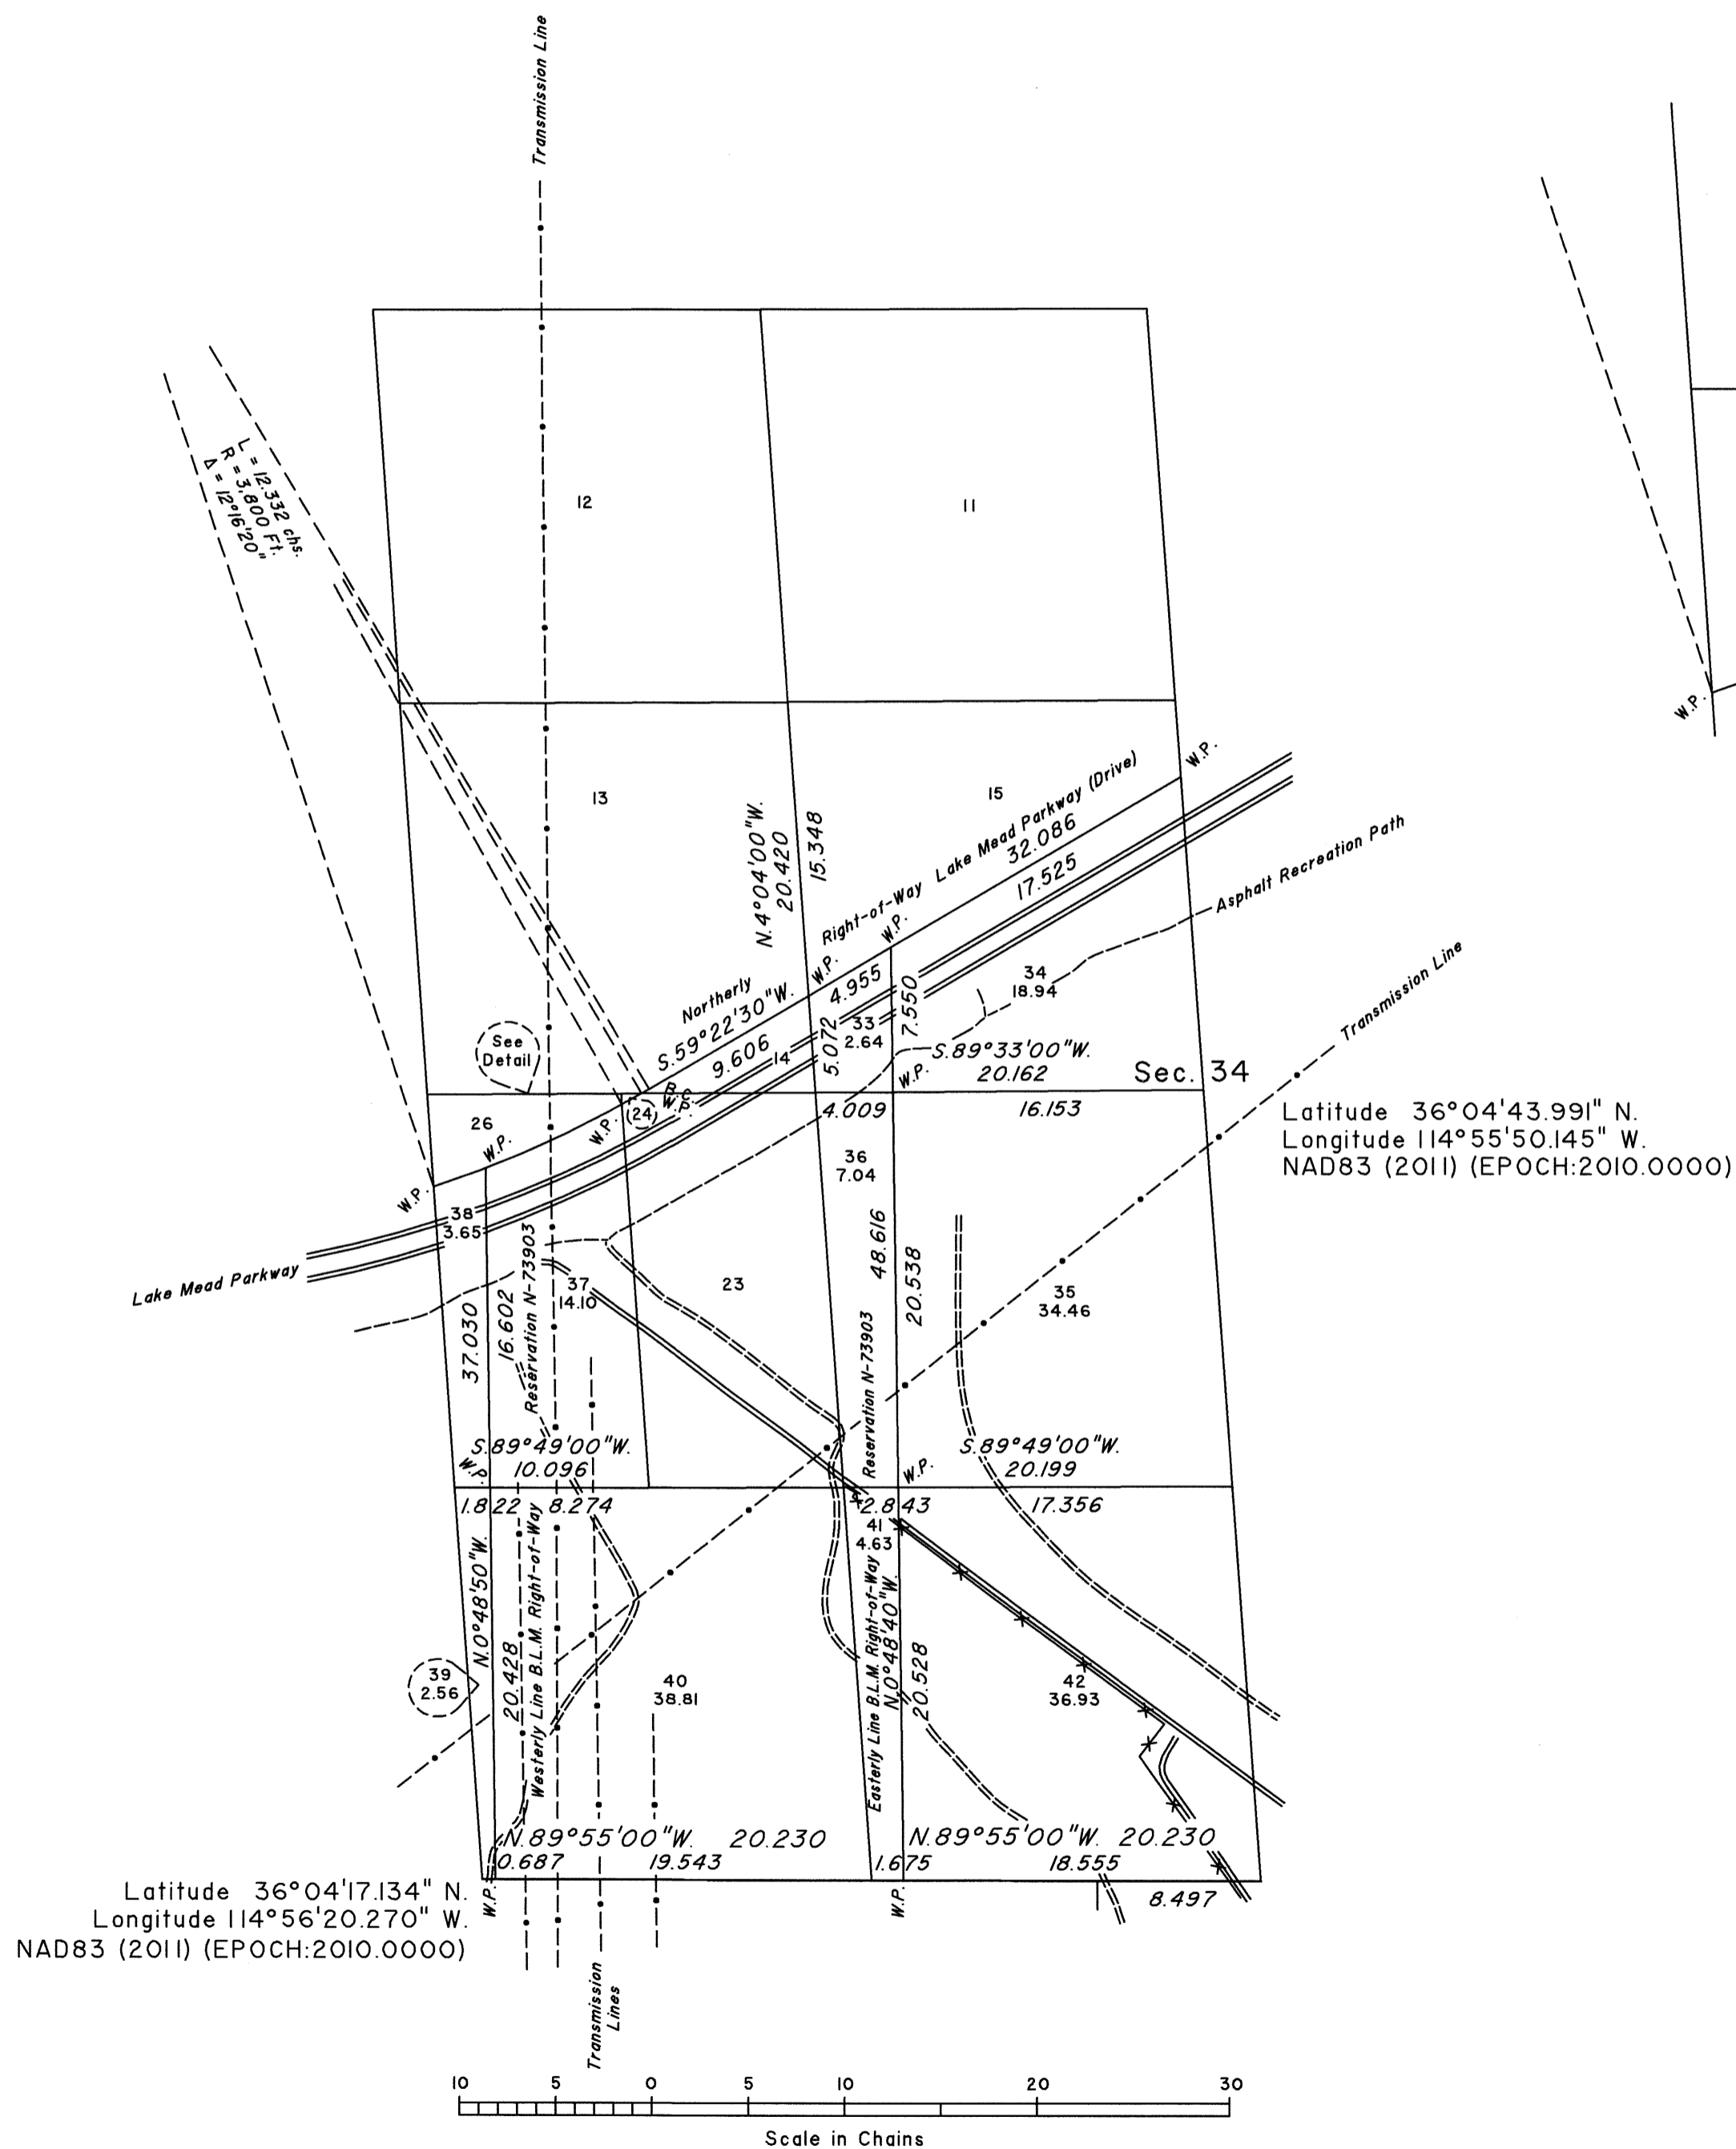 Transmission Line
L = 12.332 chs.
R = 3,800 Ft.
Δ = 12°16'20"
12
11
W.P.
13
15
N.4°04'00"W.
20.420
15.348
Right-of-Way Lake Mead Parkway (Drive)
32.086
17.525
W.P.
Asphalt Recreation Path
W.P.
W.P.
Northerly
S.59°22'30"W.
4.955
9.606
14
5.072
33
2.64
7.550
34
18.94
Transmission Line
See
Detail
S.89°33'00"W.
20.162
Sec. 34
W.P.
B.C.
W.P.
24
W.P.
26
W.P.
W.P.
4.009
16.153
Latitude 36°04'43.991" N.
Longitude 114°55'50.145" W.
NAD83 (2011) (EPOCH:2010.0000)
36
7.04
38
3.65
Lake Mead Parkway
37.030
16.602
Reservation N-73903
37
14.10
23
48.616
20.538
Reservation N-73903
35
34.46
S.89°49'00"W.
10.096
W.P.
W.P.
S.89°49'00"W.
20.199
1.822
8.274
2.843
17.356
41
4.63
N.0°48'50"W.
20.428
Westerly Line B.L.M. Right-of-Way
Easterly Line B.L.M. Right-of-Way
N.0°48'40"W.
20.528
39
2.56
40
38.81
42
36.93
N.89°55'00"W. 20.230
N.89°55'00"W. 20.230
0.687
19.543
1.675
18.555
8.497
W.P.
W.P.
Latitude 36°04'17.134" N.
Longitude 114°56'20.270" W.
NAD83 (2011) (EPOCH:2010.0000)
Transmission
Lines
10 5 0 5 10 20 30
Scale in Chains